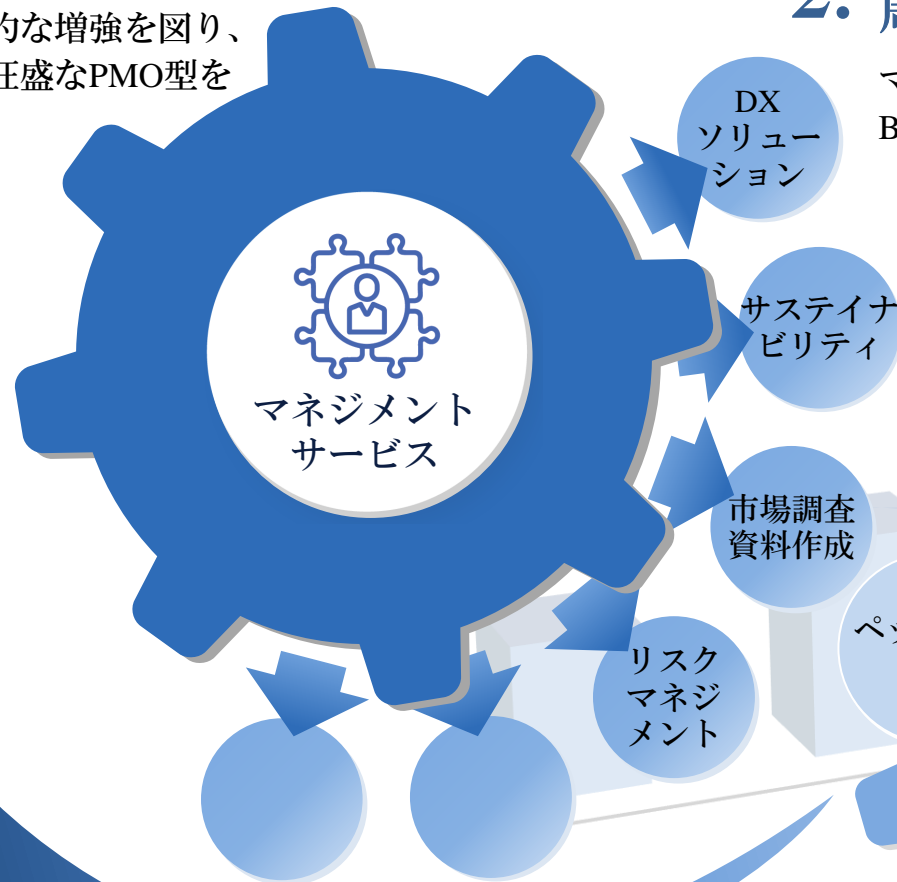 的な増強を図り、
旺盛なPMO型を
2.
マ
B
DX
ソリュー
ション
サステイナ
ビリティ
マネジメント
サービス
市場調査
資料作成
ペッ
リスク
マネジ
メント